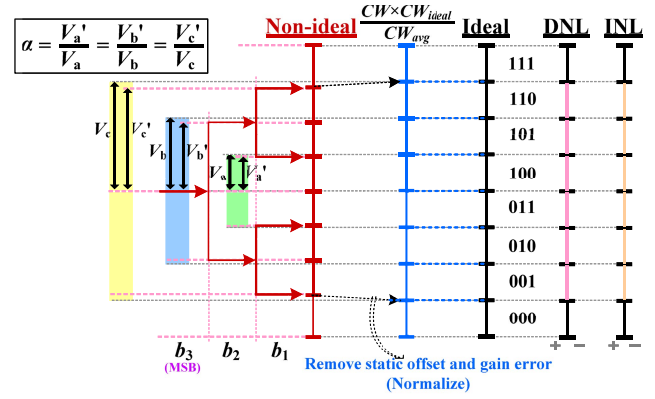 α = Va'/Va = Vb'/Vb = Vc'/Vc
Non-ideal
CW×CWideal/CWavg
Ideal
DNL
INL
Vc
Vc'
Vb
Vb'
Va
Va'
111
110
101
100
011
010
001
000
b3
(MSB)
b2
b1
+ −
+ −
Remove static offset and gain error
(Normalize)